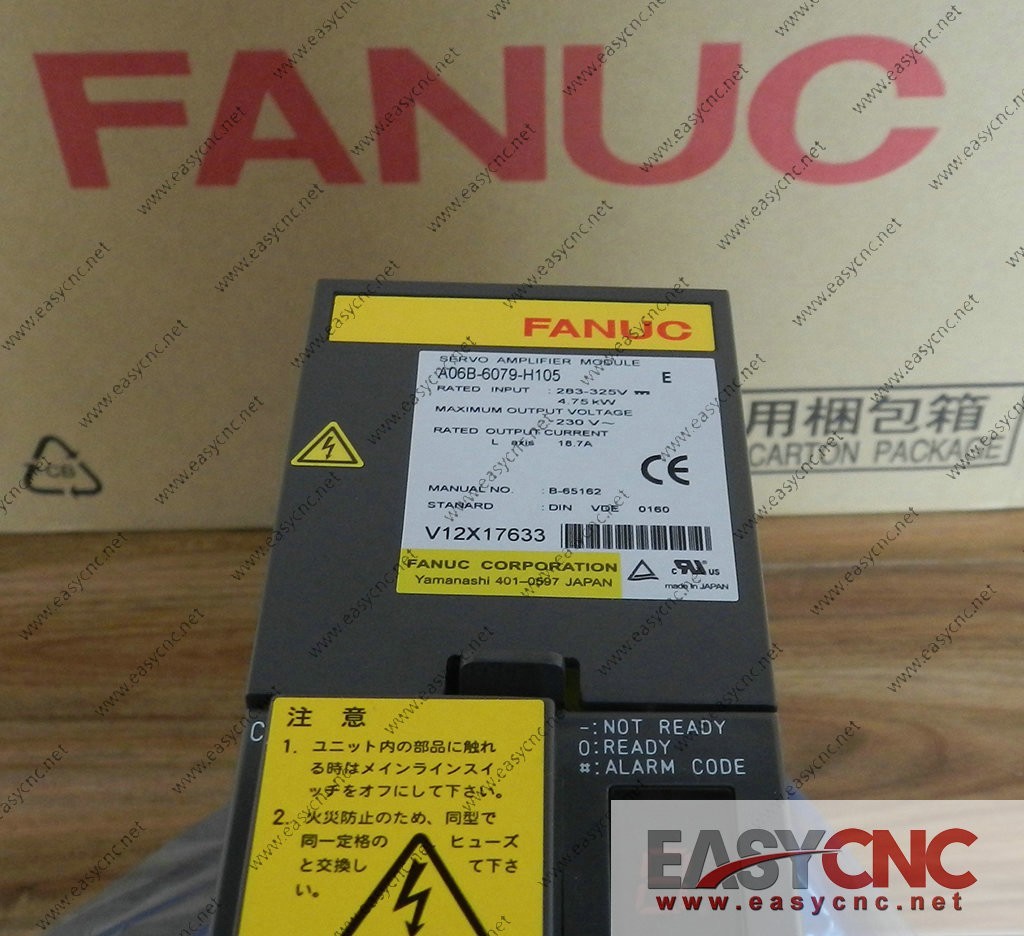 FANUC
用梱包箱
CARTON PACKAGE
PCB
FANUC
SERVO AMPLIFIER MODULE
A06B-6079-H105 E
RATED INPUT : 283-325V
4.75 kW
MAXIMUM OUTPUT VOLTAGE
230 V~
RATED OUTPUT CURRENT
L axis 18.7A
CE
MANUAL NO. : B-65162
STANARD : DIN VDE 0160
V12X17633
FANUC CORPORATION
Yamanashi 401-0597 JAPAN
c RU us
made in JAPAN
C
注 意
1. ユニット内の部品に触れ
る時はメインラインスイ
ッチをオフにして下さい。
2. 火災防止のため、同型で
同一定格の ヒューズ
と交換し て下さ
い。
-:NOT READY
0:READY
#:ALARM CODE
EASYCNC
www.easycnc.net